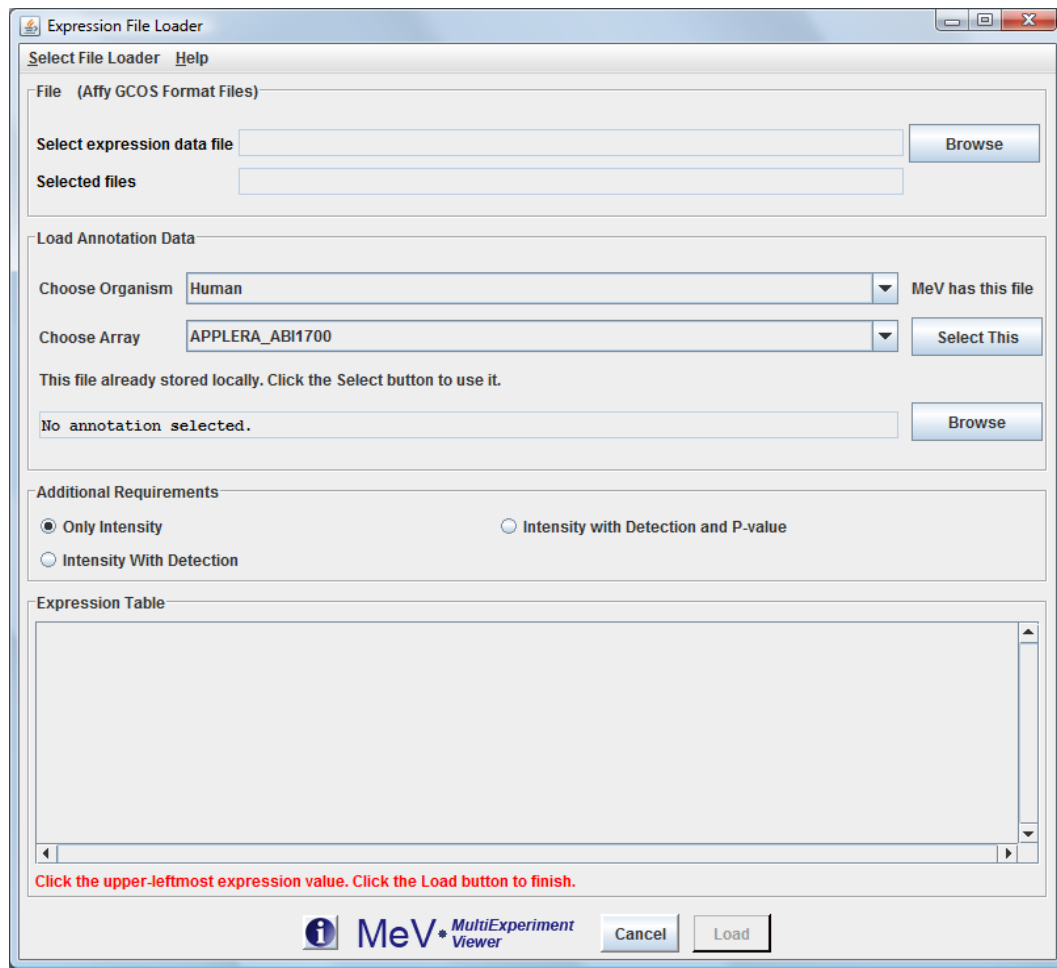 Expression File Loader
Select File Loader Help
File (Affy GCOS Format Files)
Select expression data file Browse
Selected files
Load Annotation Data
Choose Organism Human MeV has this file
Choose Array APPLERA_ABI1700 Select This
This file already stored locally. Click the Select button to use it.
No annotation selected. Browse
Additional Requirements
Only Intensity Intensity with Detection and P-value
Intensity With Detection
Expression Table
Click the upper-leftmost expression value. Click the Load button to finish.
MeV MultiExperiment Viewer Cancel Load